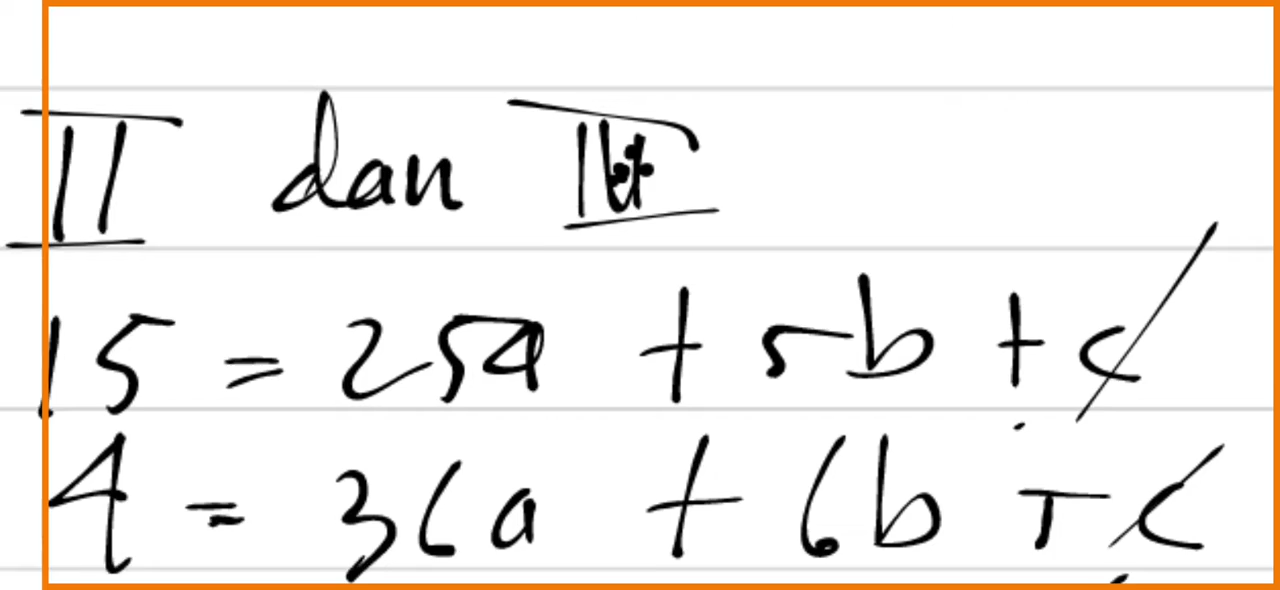 II dan III
15 = 25a + 5b + c
4 = 36a + 6b + c